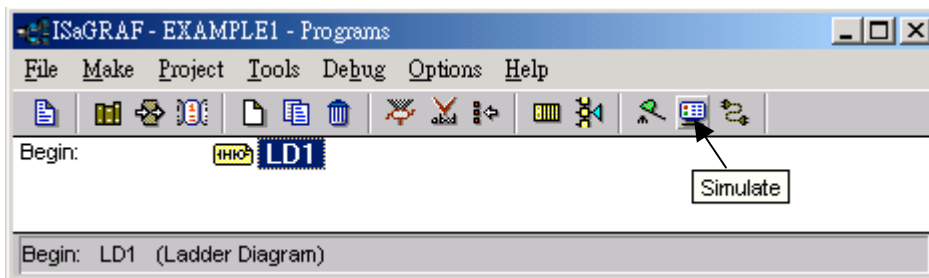 ISaGRAF - EXAMPLE1 - Programs
File Make Project Tools Debug Options Help
Begin: LD1
Simulate
Begin: LD1 (Ladder Diagram)